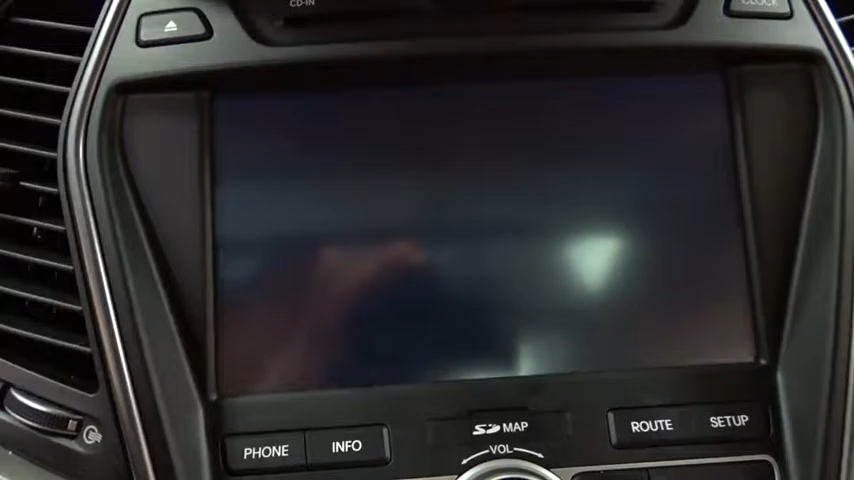 CD-IN
CLOCK
SD MAP
ROUTE SETUP
PHONE INFO
VOL